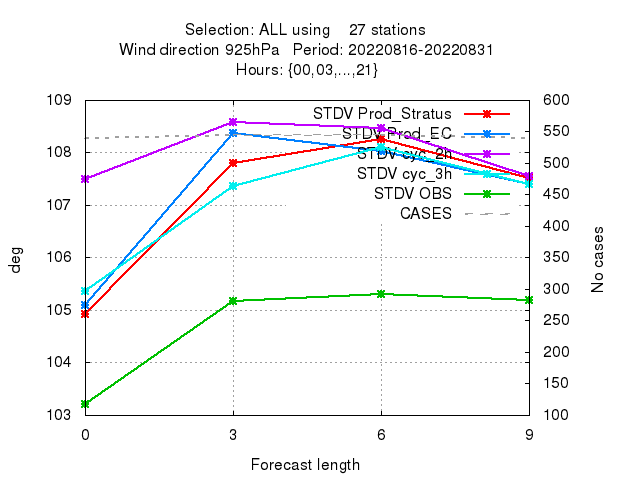 Selection: ALL using    27 stations
Wind direction 925hPa   Period: 20220816-20220831
Hours: {00,03,...,21}
109
108
107
106
105
104
103
600
550
500
450
400
350
300
250
200
150
100
STDV Prod_Stratus
STDV Prod_EC
STDV cyc_2h
STDV cyc_3h
STDV OBS
CASES
deg
No cases
0
3
6
9
Forecast length